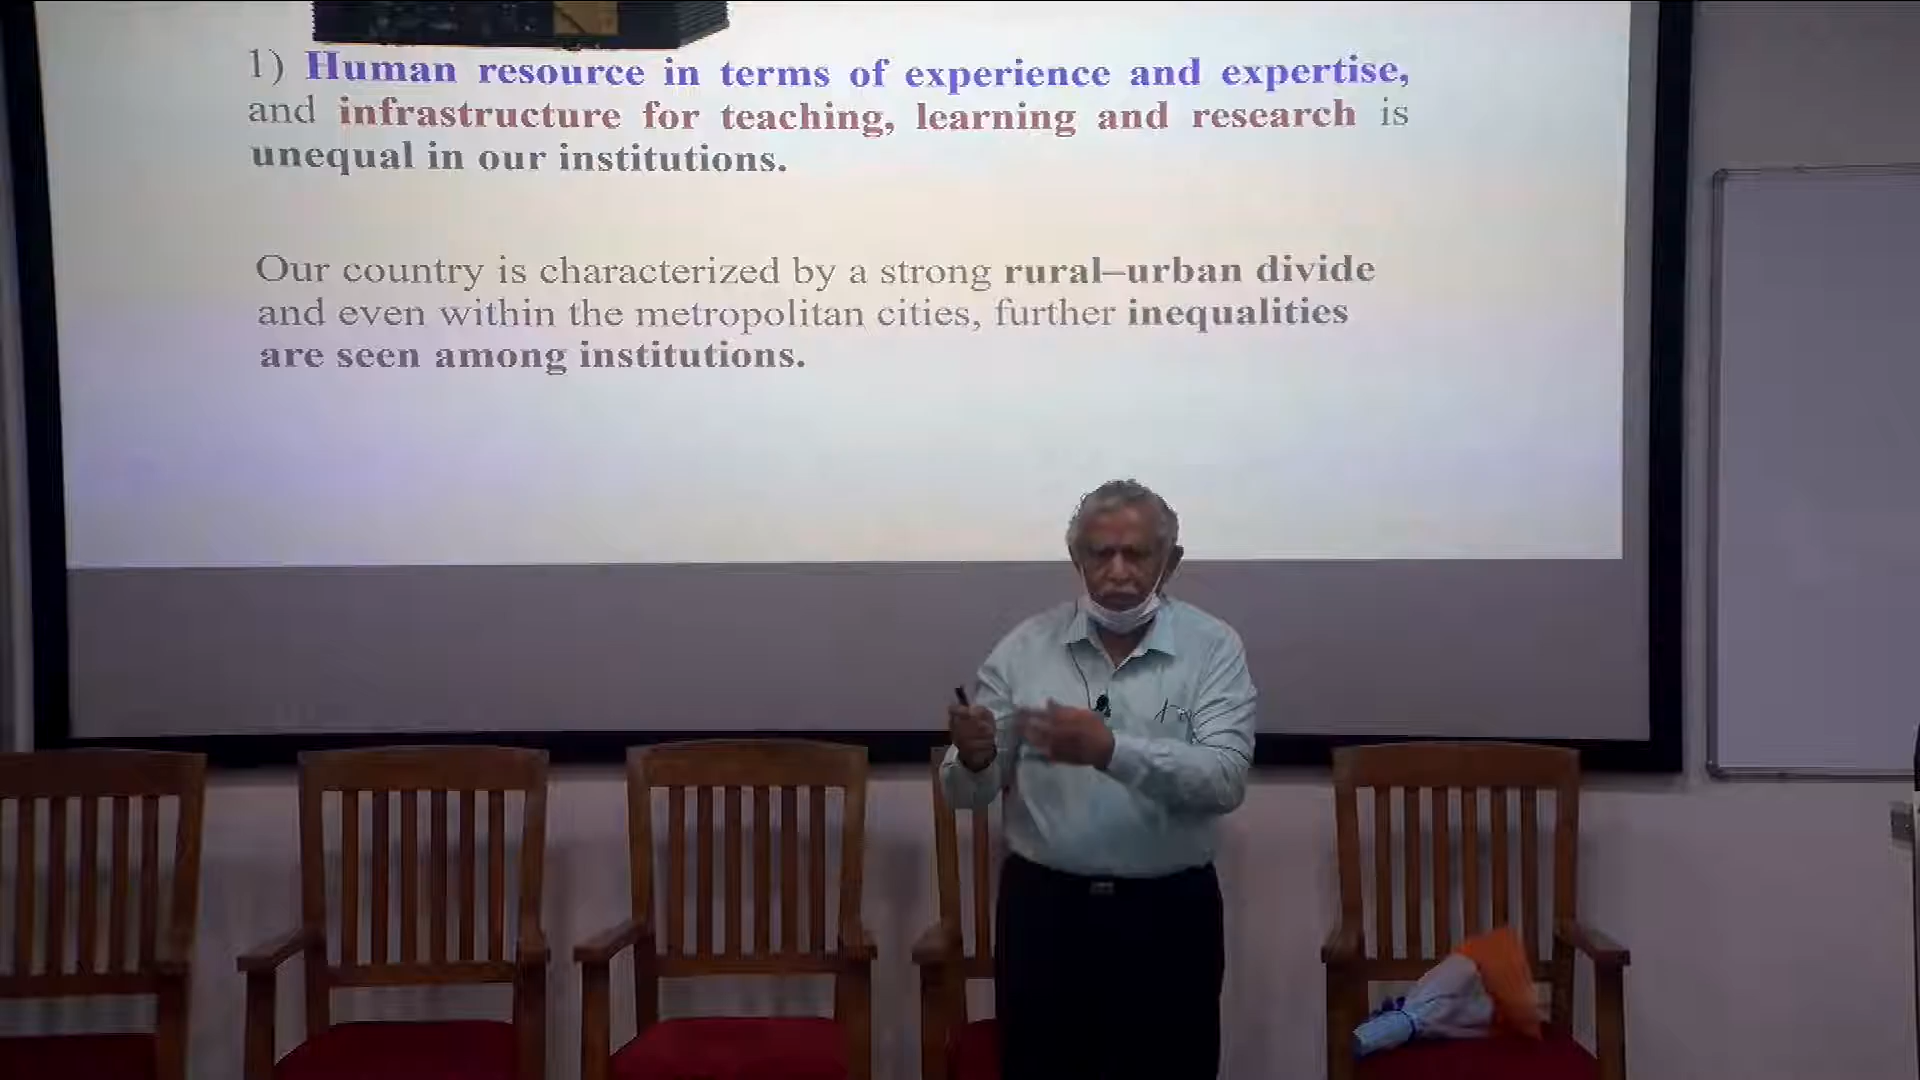 1) Human resource in terms of experience and expertise,
and infrastructure for teaching, learning and research is
unequal in our institutions.
Our country is characterized by a strong rural–urban divide
and even within the metropolitan cities, further inequalities
are seen among institutions.